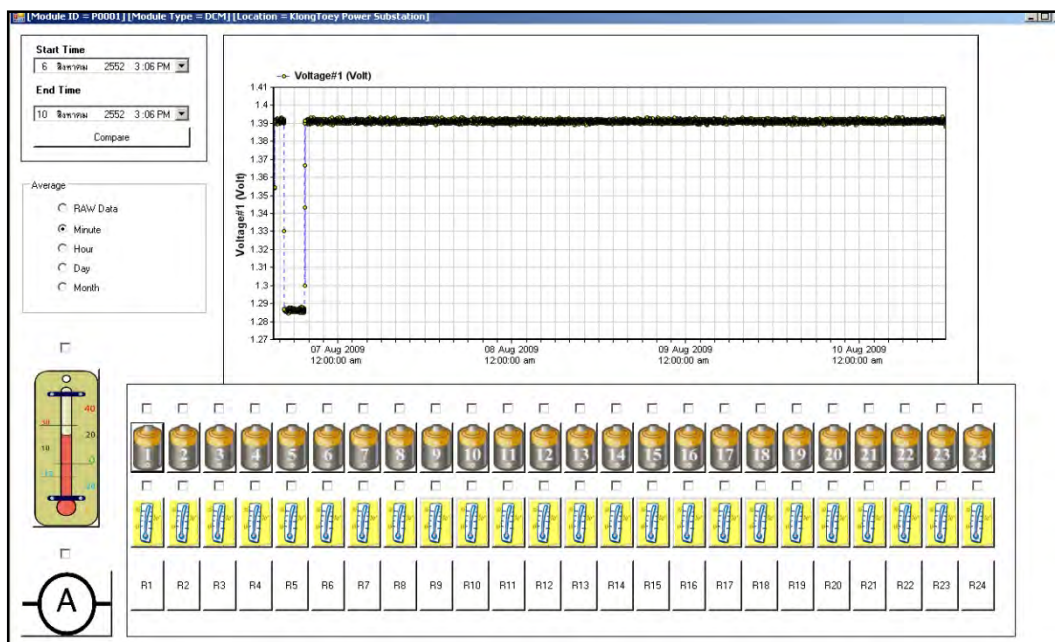 [Module ID = P0001] [Module Type = DCM] [Location = KlongToey Power Substation]
Start Time
6 สิงหาคม 2552 3:06 PM
End Time
10 สิงหาคม 2552 3:06 PM
Compare
Average
RAW Data
Minute
Hour
Day
Month
Voltage#1 (Volt)
Voltage#1 (Volt)
1.41
1.4
1.39
1.38
1.37
1.36
1.35
1.34
1.33
1.32
1.31
1.3
1.29
1.28
1.27
07 Aug 2009 08 Aug 2009 09 Aug 2009 10 Aug 2009
12:00:00 am 12:00:00 am 12:00:00 am 12:00:00 am
40
30
20
10
0
1 2 3 4 5 6 7 8 9 10 11 12 13 14 15 16 17 18 19 20 21 22 23 24
R1 R2 R3 R4 R5 R6 R7 R8 R9 R10 R11 R12 R13 R14 R15 R16 R17 R18 R19 R20 R21 R22 R23 R24
A